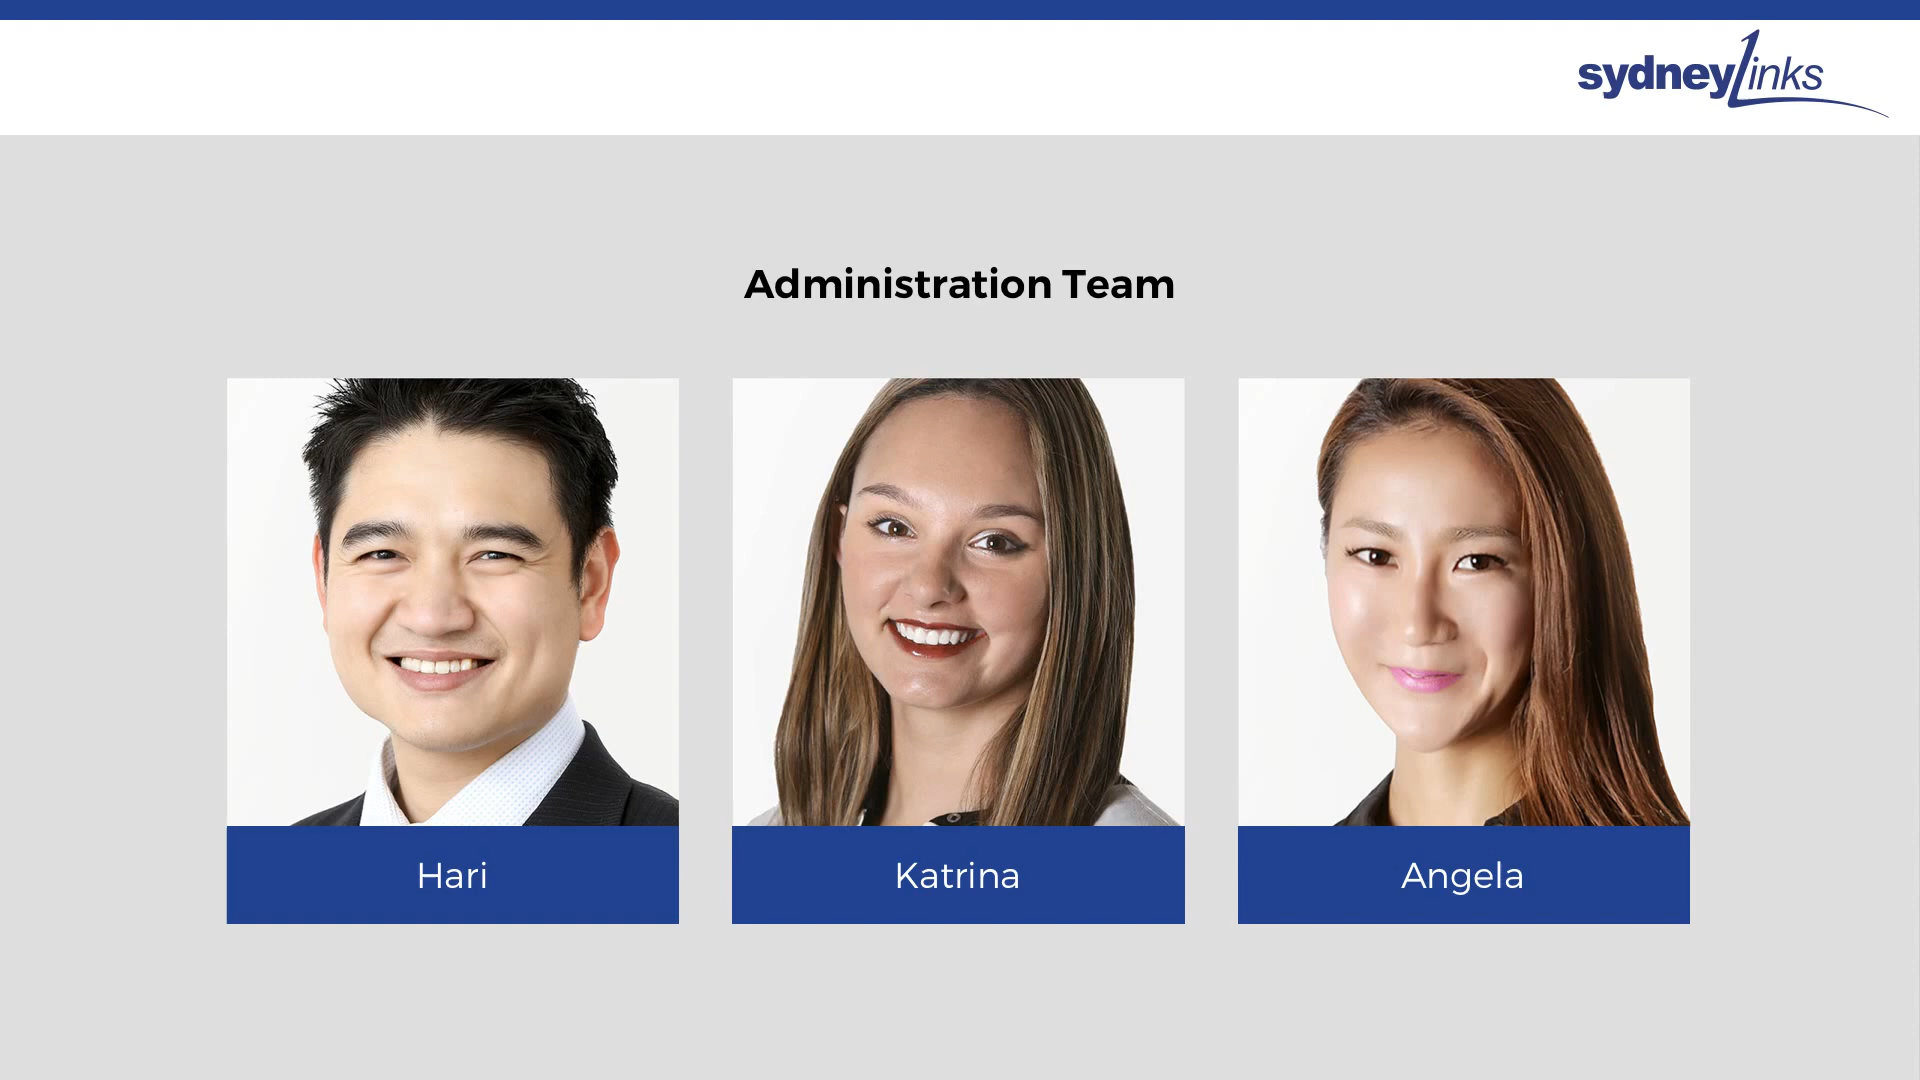 sydneyLinks
Administration Team
Hari
Katrina
Angela